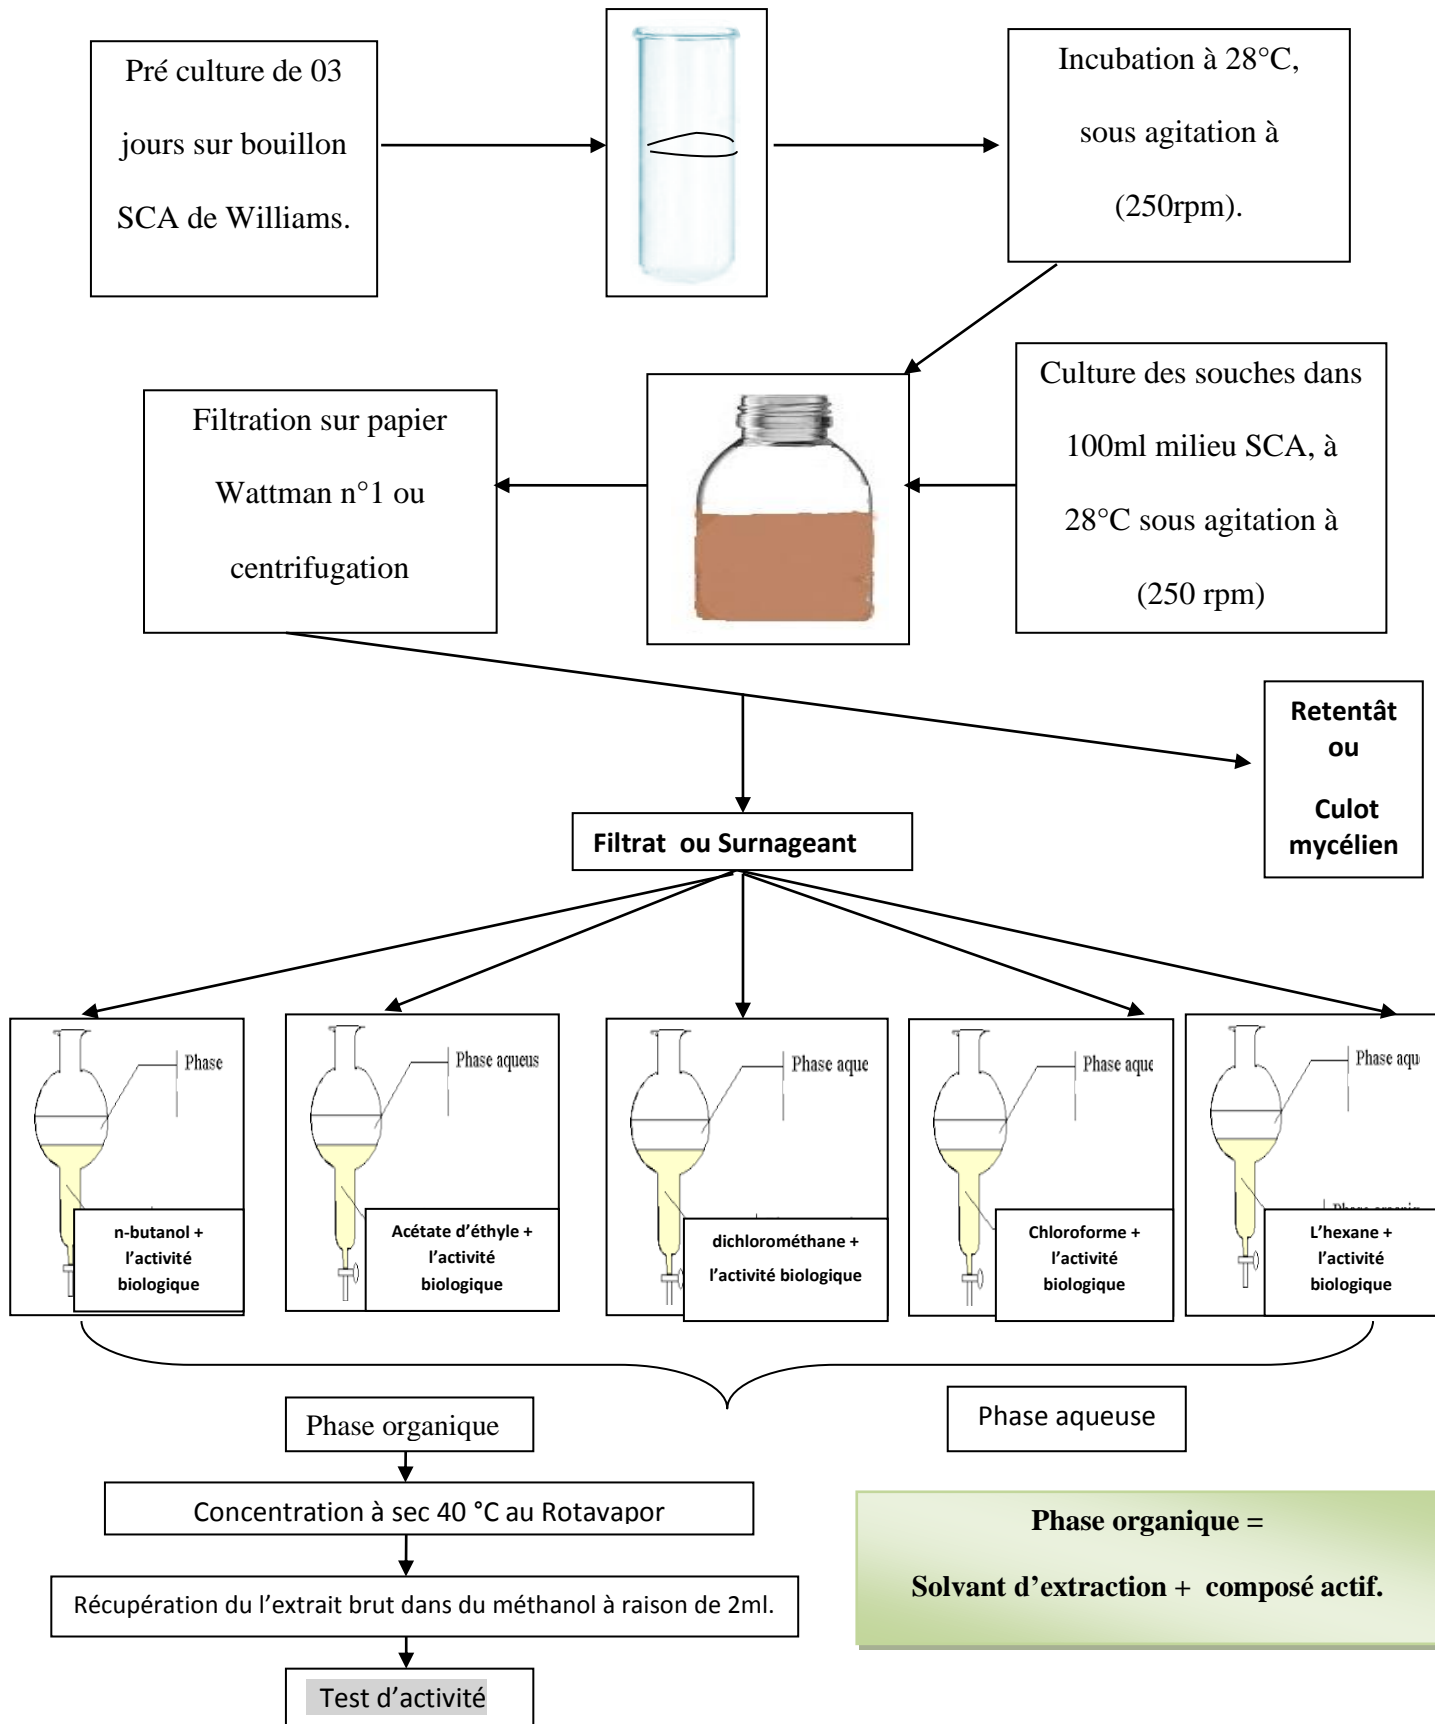 Pré culture de 03
jours sur bouillon
SCA de Williams.
Incubation à 28°C,
sous agitation à
(250rpm).
Filtration sur papier
Wattman n°1 ou
centrifugation
Culture des souches dans
100ml milieu SCA, à
28°C sous agitation à
(250 rpm)
Retentât
ou
Culot
mycélien
Filtrat ou Surnageant
Phase
n-butanol +
l’activité
biologique
Phase aqueus
Acétate d’éthyle +
l’activité
biologique
Phase aque
dichlorométhane +
l’activité biologique
Phase aque
Chloroforme +
l’activité
biologique
Phase aqu
L’hexane +
l’activité
biologique
Phase organique
Phase aqueuse
Concentration à sec 40 °C au Rotavapor
Récupération du l’extrait brut dans du méthanol à raison de 2ml.
Test d’activité
Phase organique =
Solvant d’extraction + composé actif.